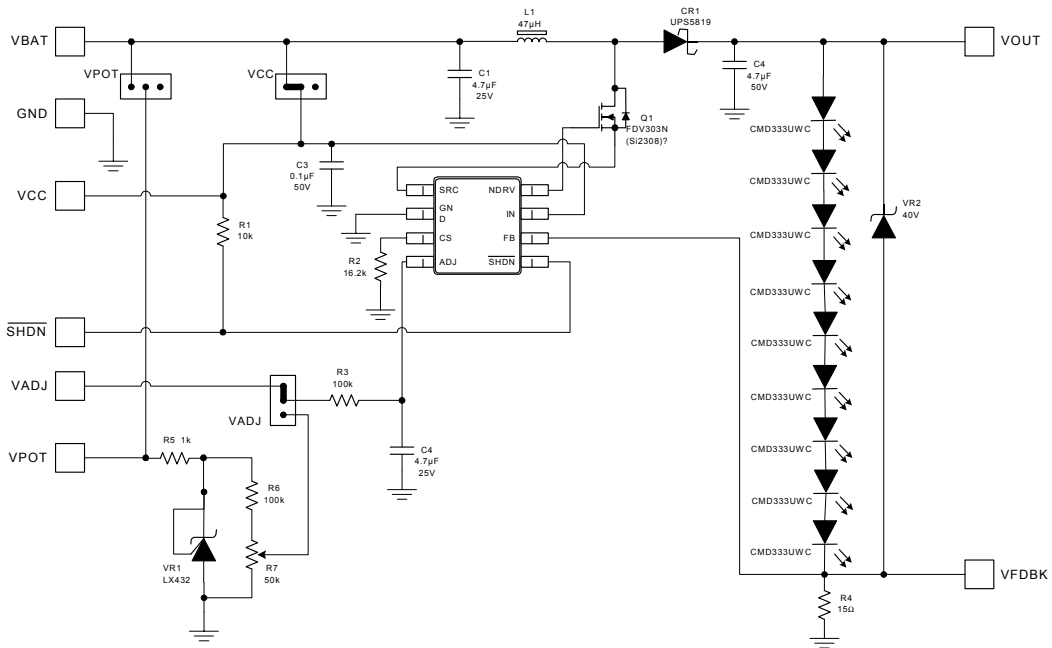 L1
47µH
CR1
UPS5819
VBAT
VOUT
VPOT
VCC
C1
4.7µF
25V
C4
4.7µF
50V
GND
Q1
FDV303N
(Si2308)?
CMD333UWC
C3
0.1µF
50V
CMD333UWC
VCC
SRC
NDRV
VR2
40V
GN
D
IN
R1
10k
CMD333UWC
CS
FB
R2
16.2k
ADJ
SHDN
CMD333UWC
SHDN
CMD333UWC
VADJ
R3
100k
CMD333UWC
VADJ
VPOT
R5 1k
C4
4.7µF
25V
CMD333UWC
R6
100k
CMD333UWC
CMD333UWC
VR1
LX432
R7
50k
VFDBK
R4
15Ω